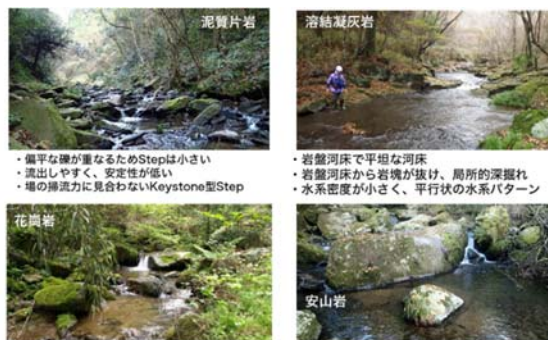 泥質片岩
・偏平な礫が重なるためStepは小さい
・流出しやすく、安定性が低い
・場の掃流力に見合わないKeystone型Step
溶結凝灰岩
・岩盤河床で平坦な河床
・岩盤河床から岩塊が抜け、局所的深掘れ
・水系密度が小さく、平行状の水系パターン
花崗岩
安山岩